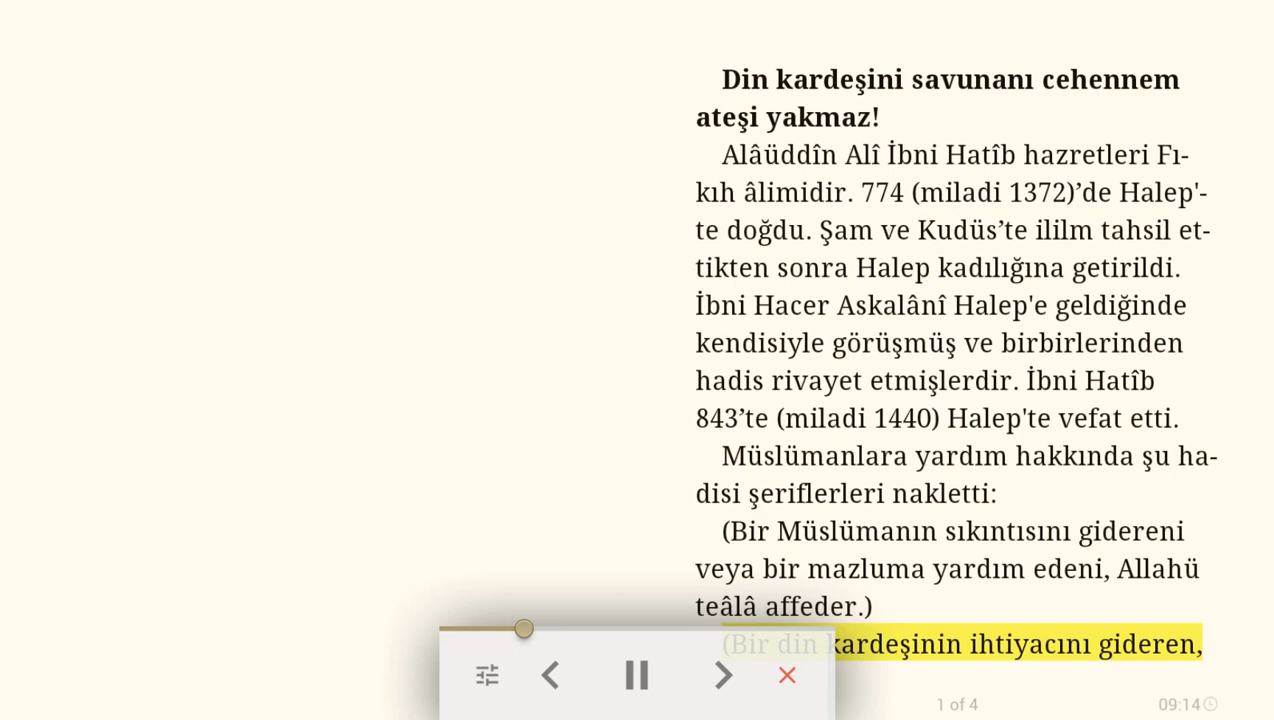 Din kardeşini savunanı cehennem
ateşi yakmaz!
Alâüddîn Alî İbni Hatîb hazretleri Fı-
kıh âlimidir. 774 (miladi 1372)’de Halep'-
te doğdu. Şam ve Kudüs’te ililm tahsil et-
tikten sonra Halep kadılığına getirildi.
İbni Hacer Askalânî Halep'e geldiğinde
kendisiyle görüşmüş ve birbirlerinden
hadis rivayet etmişlerdir. İbni Hatîb
843’te (miladi 1440) Halep'te vefat etti.
Müslümanlara yardım hakkında şu ha-
disi şeriflerleri nakletti:
(Bir Müslümanın sıkıntısını gidereni
veya bir mazluma yardım edeni, Allahü
teâlâ affeder.)
(Bir din kardeşinin ihtiyacını gideren,
1 of 4
09:14